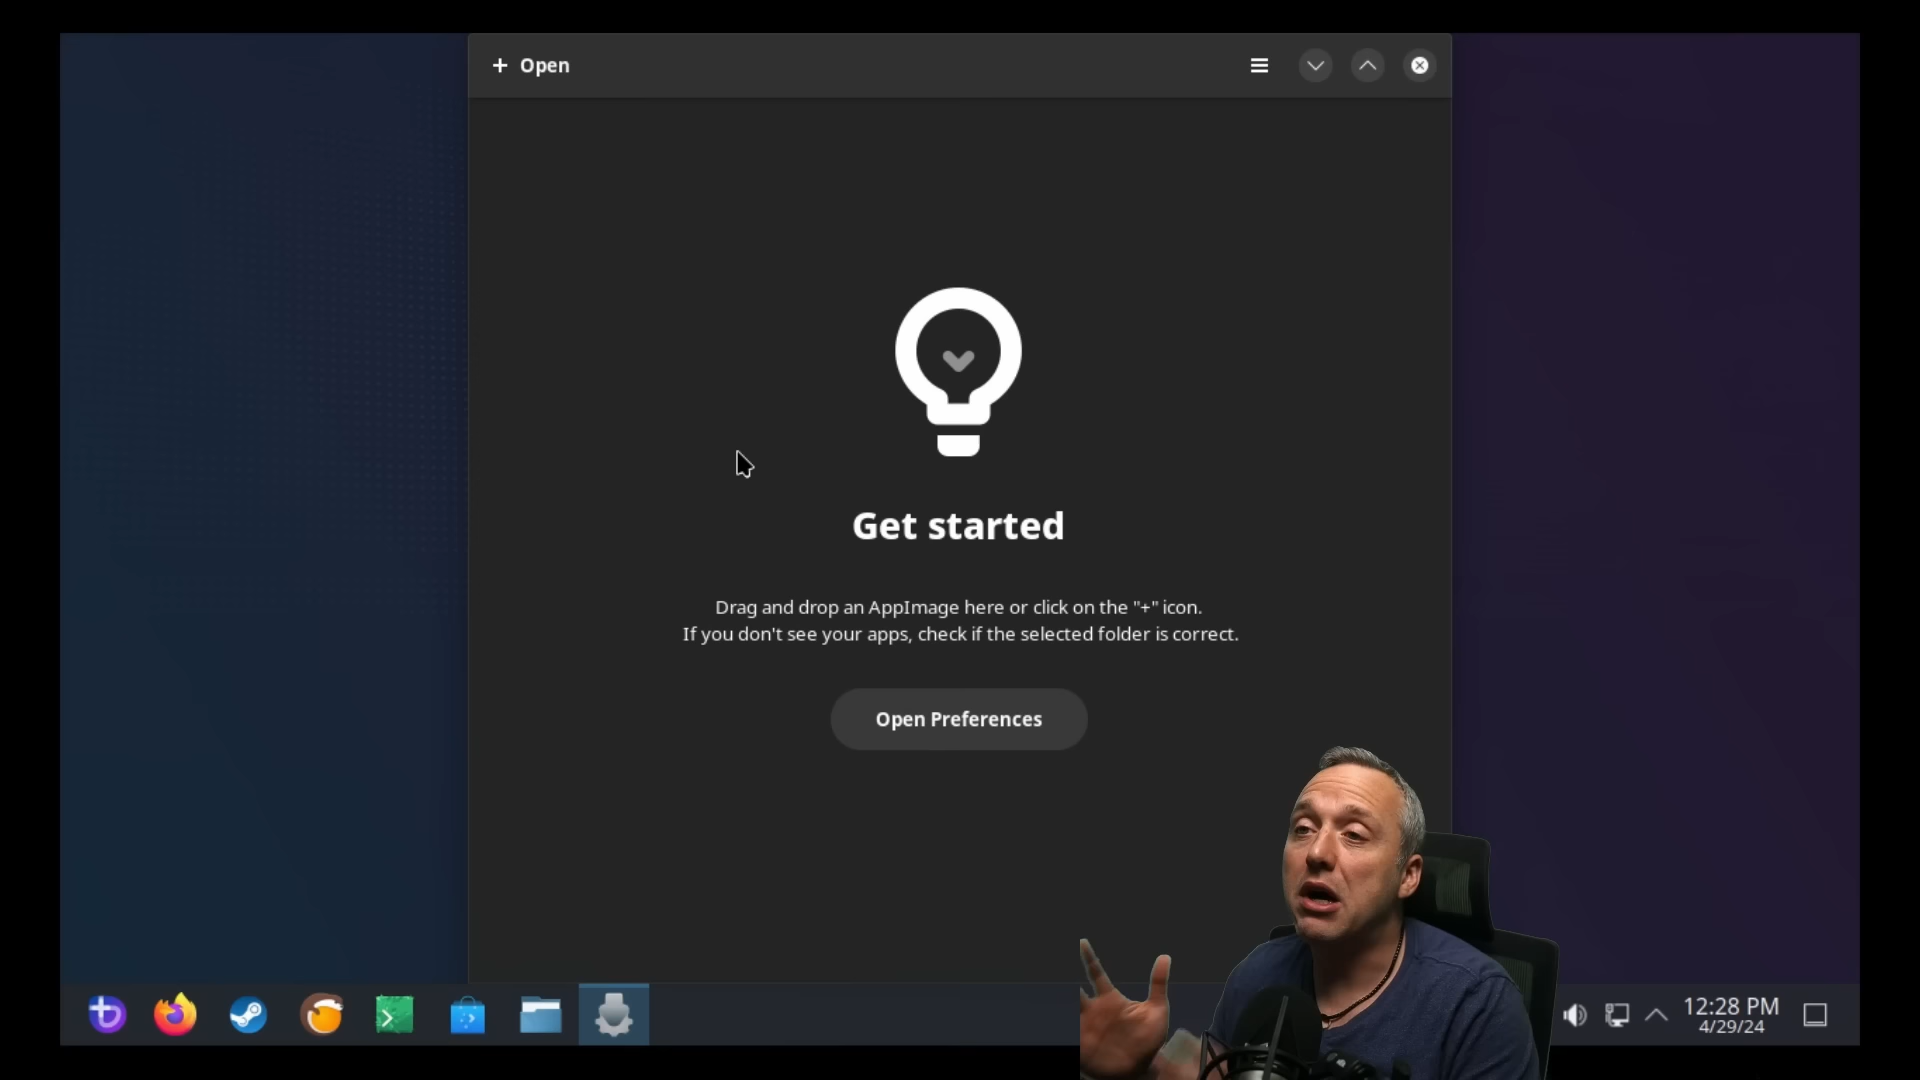 + Open
Get started
Drag and drop an AppImage here or click on the "+" icon.
If you don't see your apps, check if the selected folder is correct.
Open Preferences
12:28 PM
4/29/24